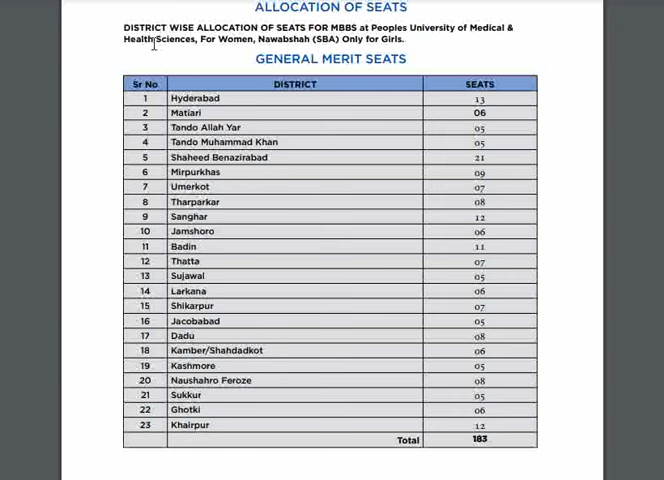 ALLOCATION OF SEATS
DISTRICT WISE ALLOCATION OF SEATS FOR MBBS at Peoples University of Medical &
Health Sciences, For Women, Nawabshah (SBA) Only for Girls.
GENERAL MERIT SEATS
Sr No DISTRICT SEATS
1 Hyderabad 13
2 Matiari 06
3 Tando Allah Yar 05
4 Tando Muhammad Khan 05
5 Shaheed Benazirabad 21
6 Mirpurkhas 09
7 Umerkot 07
8 Tharparkar 08
9 Sanghar 12
10 Jamshoro 06
11 Badin 11
12 Thatta 07
13 Sujawal 05
14 Larkana 06
15 Shikarpur 07
16 Jacobabad 05
17 Dadu 08
18 Kamber/Shahdadkot 06
19 Kashmore 05
20 Naushahro Feroze 08
21 Sukkur 05
22 Ghotki 06
23 Khairpur 12
Total 183